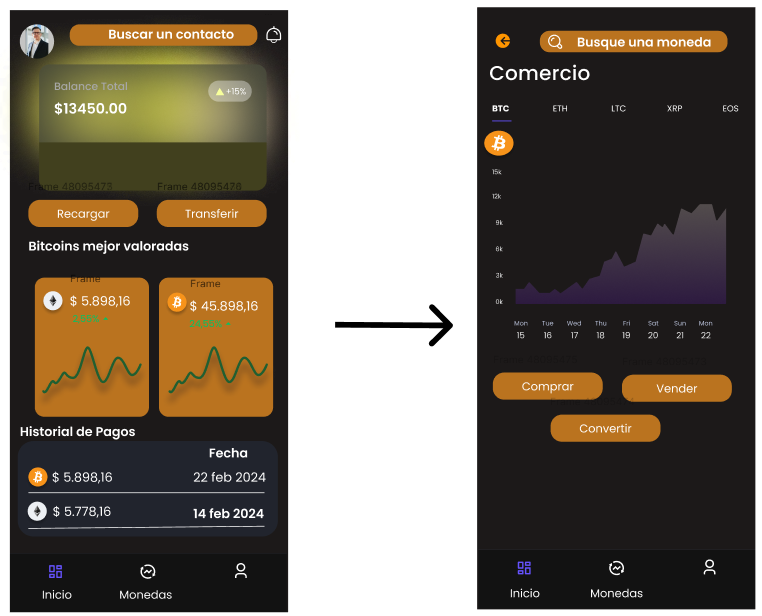 Buscar un contacto
Balance Total
+15%
$13450.00
Frame 48095473
Frame 48095476
Recargar
Transferir
Bitcoins mejor valoradas
Frame
Frame
$ 5.898,16
$ 45.898,16
Historial de Pagos
Fecha
$ 5.898,16
22 feb 2024
$ 5.778,16
14 feb 2024
Inicio
Monedas
Busque una moneda
Comercio
BTC
ETH
LTC
XRP
EOS
15k
12k
9k
6k
3k
0k
Mon
Tue
Wed
Thu
Fri
Sat
Sun
Mon
15
16
17
18
19
20
21
22
Comprar
Vender
Convertir
Inicio
Monedas